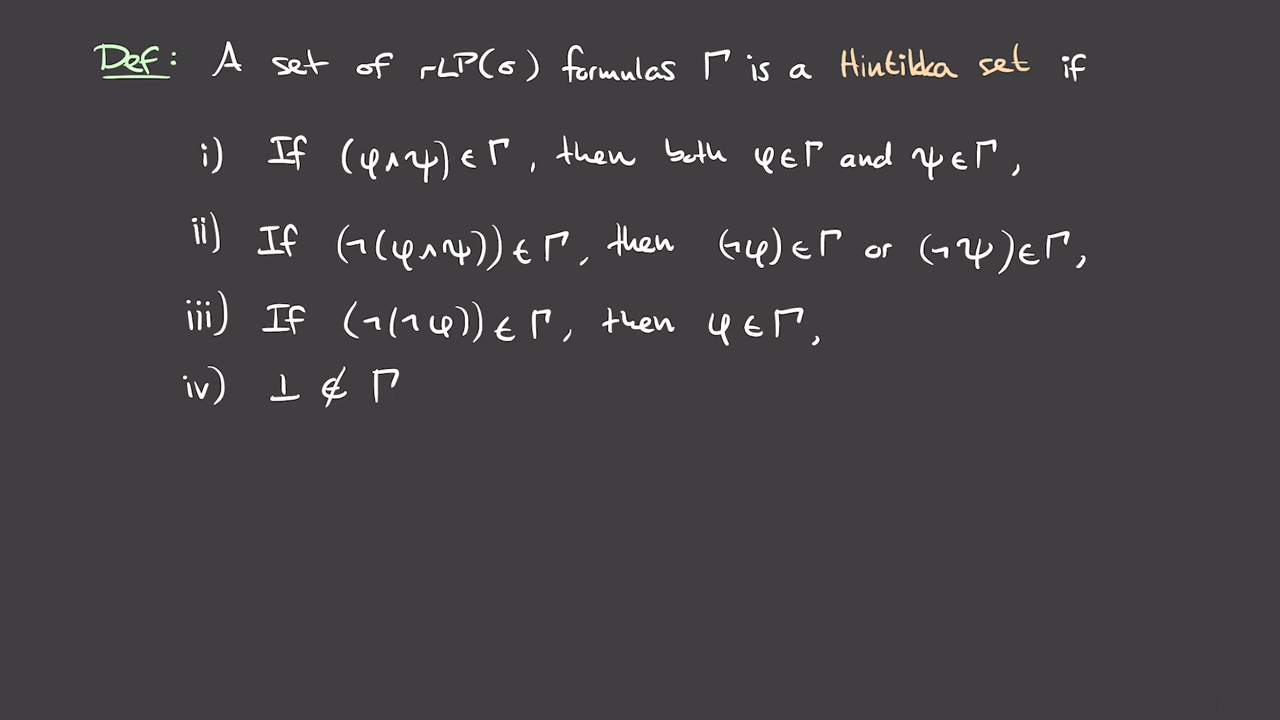 Def: A set of rLP(σ) formulas Γ is a Hintikka set if
i) If (φ∧ψ) ∈ Γ, then both φ∈Γ and ψ∈Γ,
ii) If (¬(φ∧ψ)) ∈ Γ, then (¬φ)∈Γ or (¬ψ)∈Γ,
iii) If (¬(¬φ)) ∈ Γ, then φ∈Γ,
iv) ⊥ ∉ Γ